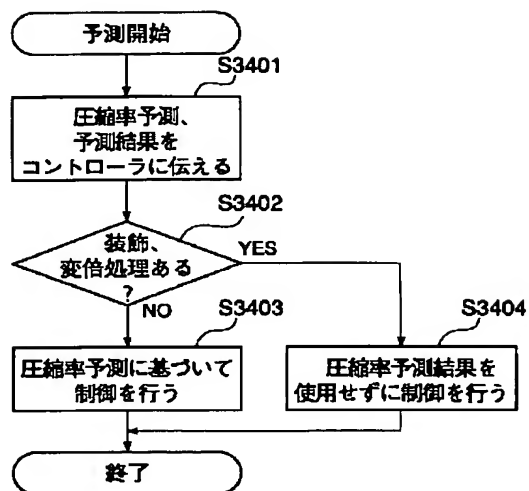 予測開始
S3401
圧縮率予測、
予測結果を
コントローラに伝える
S3402
装飾、
変倍処理ある
?
YES
NO
S3403
圧縮率予測に基づいて
制御を行う
S3404
圧縮率予測結果を
使用せずに制御を行う
終了